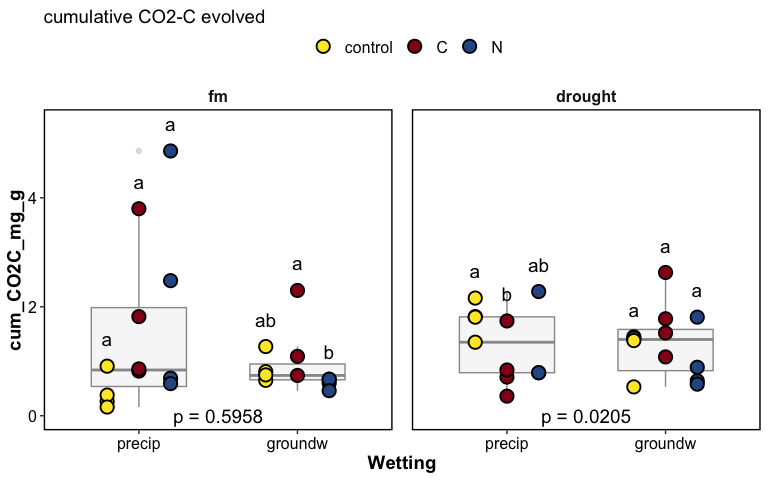 cumulative CO2-C evolved
control C N
fm drought
cum_CO2C_mg_g
4
2
0
a
a
a
ab
a
b
a
b
ab
a
a
a
p = 0.5958 p = 0.0205
precip groundw precip groundw
Wetting